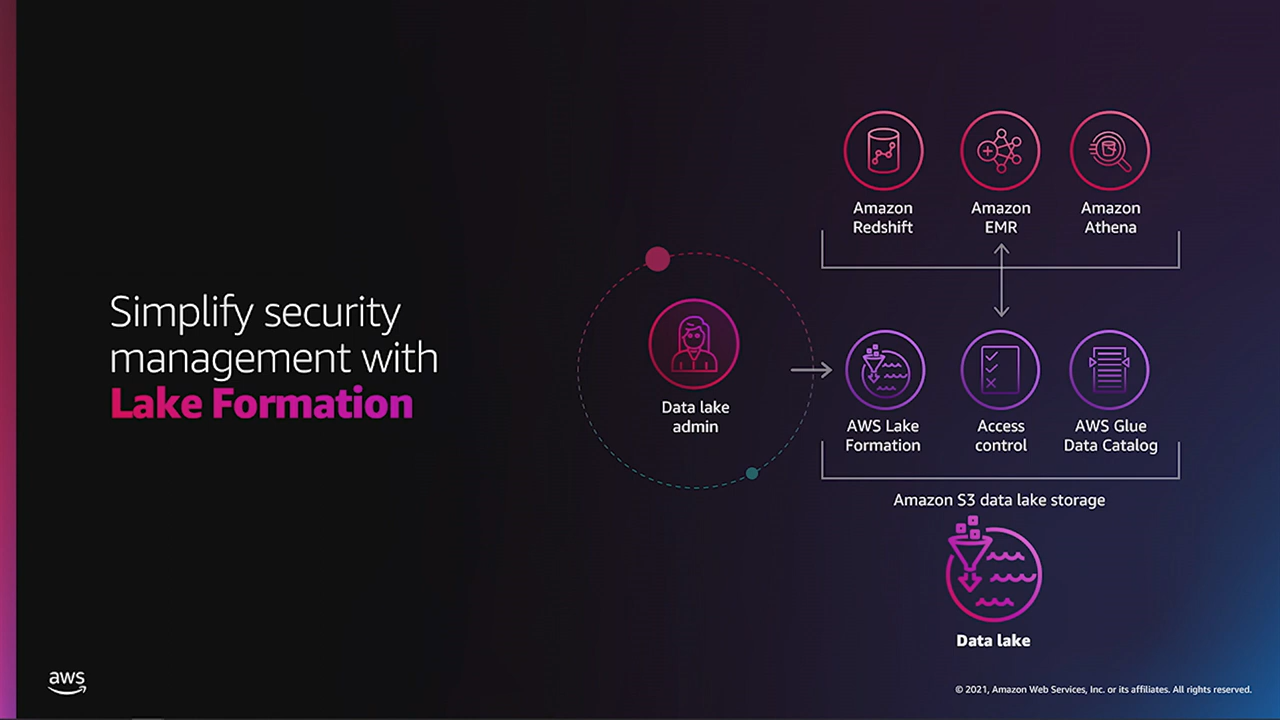 Simplify security
management with
Lake Formation
Amazon
Redshift
Amazon
EMR
Amazon
Athena
Data lake
admin
AWS Lake
Formation
Access
control
AWS Glue
Data Catalog
Amazon S3 data lake storage
Data lake
aws
© 2021, Amazon Web Services, Inc. or its affiliates. All rights reserved.